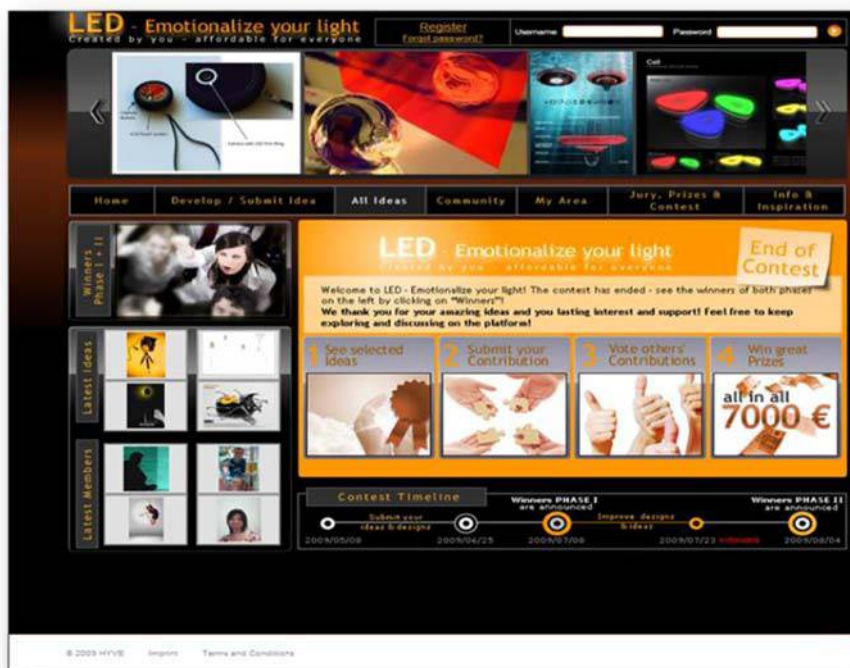 LED - Emotionalize your light
Created by you - affordable for everyone
Register
Forgot password?
Username
Password
Camera with LED Film Ring
Call
Home
Develop / Submit Idea
All Ideas
Community
My Area
Jury, Prizes &
Contest
Info &
Inspiration
Winners
Phase I + II
LED - Emotionalize your light
Created by you - affordable for everyone
End of
Contest
Welcome to LED - Emotionalize your light! The contest has ended - see the winners of both phases
on the left by clicking on "Winners"!
We thank you for your amazing ideas and you lasting interest and support! Feel free to keep
exploring and discussing on the platform!
Latest Ideas
1 See selected
Ideas
2 Submit your
Contribution
3 Vote others'
Contributions
4 Win great
Prizes
all in all
7000 €
Latest Members
Contest Timeline
Submit your
ideas & designs
Winners PHASE I
are announced
Improve designs
& ideas
Winners PHASE II
are announced
2009/05/08
2009/06/25
2009/07/08
2009/07/23 extended
2009/08/04
© 2009 HYVE
Imprint
Terms and Conditions